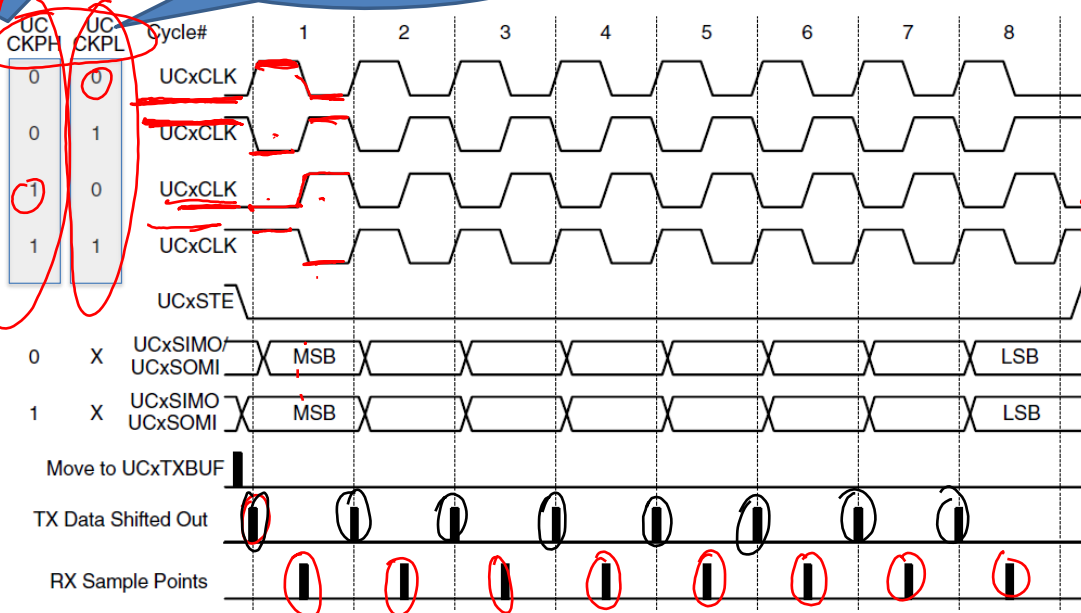 UC UC Cycle# 1 2 3 4 5 6 7 8
CKPH CKPL
0 0 UCxCLK
0 1 UCxCLK
1 0 UCxCLK
1 1 UCxCLK
UCxSTE
0 X UCxSIMO/ MSB LSB
UCxSOMI
1 X UCxSIMO MSB LSB
UCxSOMI
Move to UCxTXBUF
TX Data Shifted Out
RX Sample Points